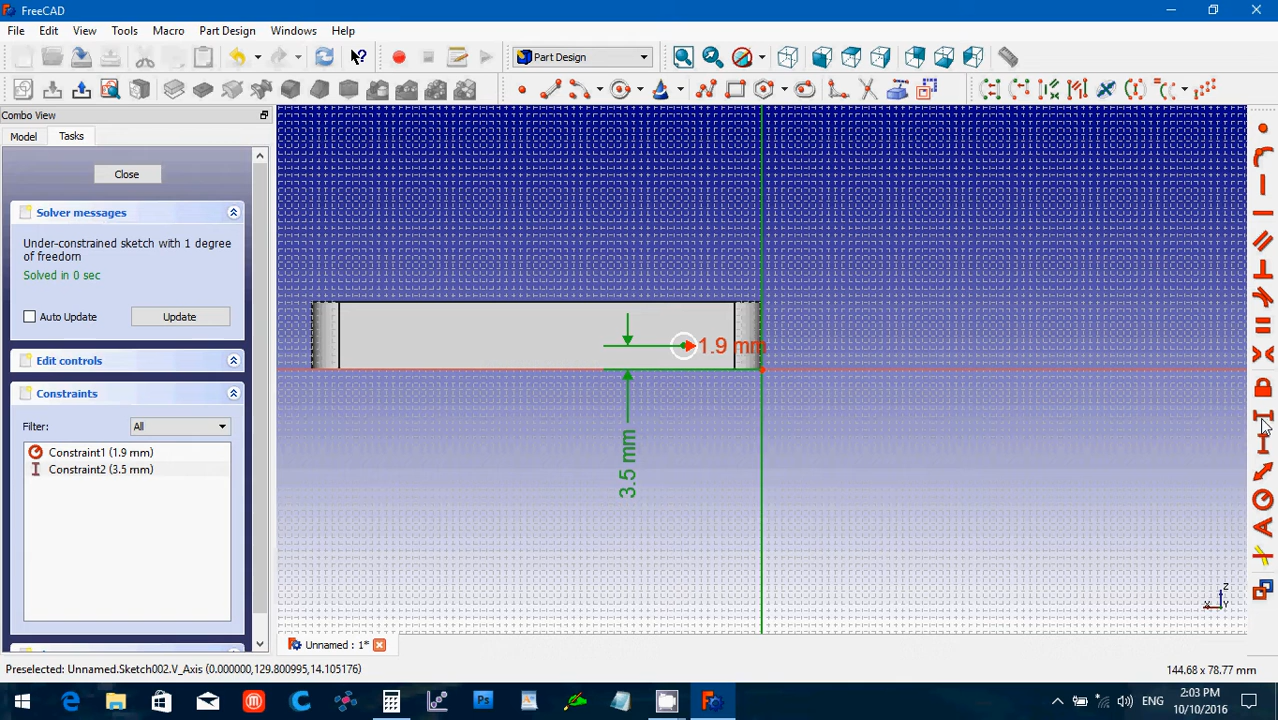 FreeCAD
File Edit View Tools Macro Part Design Windows Help
Part Design
Combo View
Model Tasks
Close
Solver messages
Under-constrained sketch with 1 degree
of freedom
Solved in 0 sec
Auto Update Update
Edit controls
Constraints
Filter: All
Constraint1 (1.9 mm)
Constraint2 (3.5 mm)
1.9 mm
3.5 mm
Z
X Y
Unnamed : 1*
Preselected: Unnamed.Sketch002.V_Axis (0.000000,129.800995,14.105176) 144.68 x 78.77 mm
Ps
ENG
2:03 PM
10/10/2016